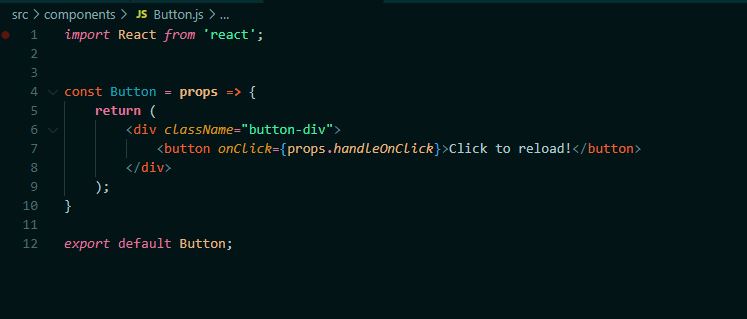 src > components > JS Button.js > ...
1 import React from 'react';
2
3
4 const Button = props => {
5     return (
6         <div className="button-div">
7             <button onClick={props.handleOnClick}>Click to reload!</button>
8         </div>
9     );
10 }
11
12 export default Button;